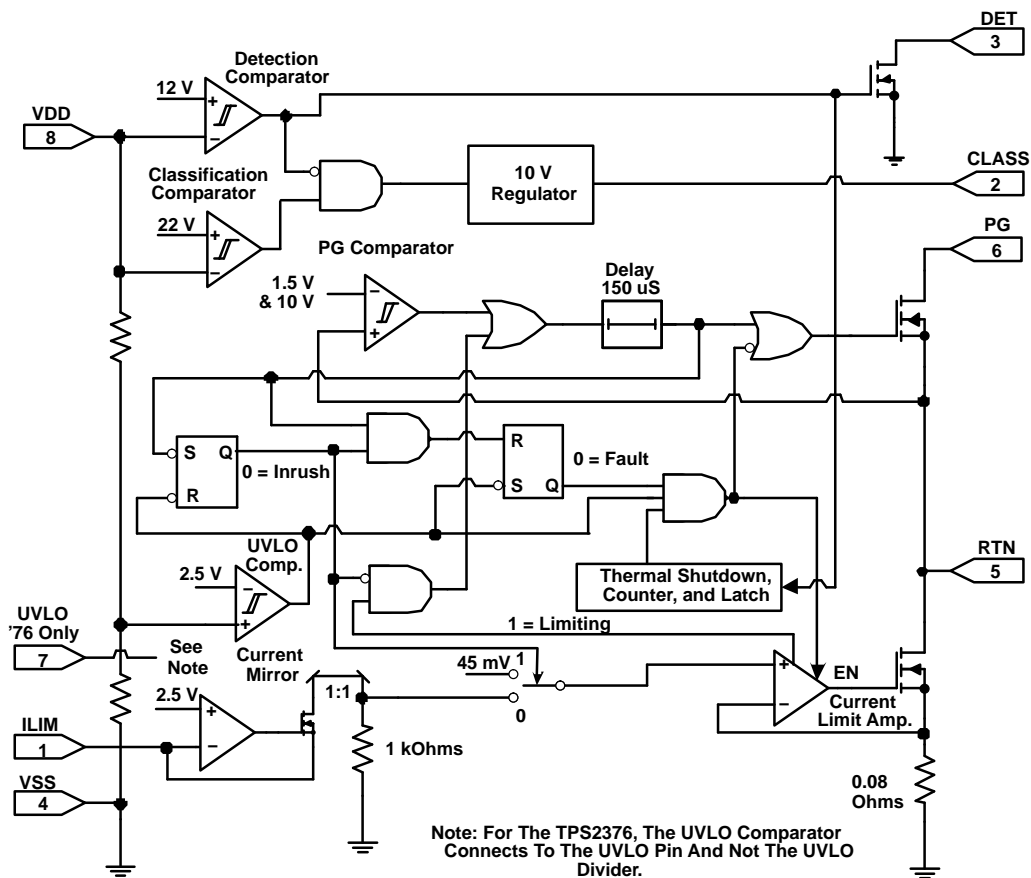 DET
3
Detection
Comparator
12 V
+
−
VDD
8
CLASS
2
10 V
Regulator
Classification
Comparator
22 V
+
−
PG
6
PG Comparator
Delay
150 uS
1.5 V
& 10 V
−
+
S Q
R
0 = Inrush
R
S Q
0 = Fault
UVLO
Comp.
2.5 V
−
+
Thermal Shutdown,
Counter, and Latch
RTN
5
UVLO
'76 Only
7
See
Note
1 = Limiting
Current
Mirror
1:1
45 mV
1
0
+
−
EN
Current
Limit Amp.
2.5 V
+
−
ILIM
1
1 kOhms
VSS
4
0.08
Ohms
Note: For The TPS2376, The UVLO Comparator
Connects To The UVLO Pin And Not The UVLO
Divider.